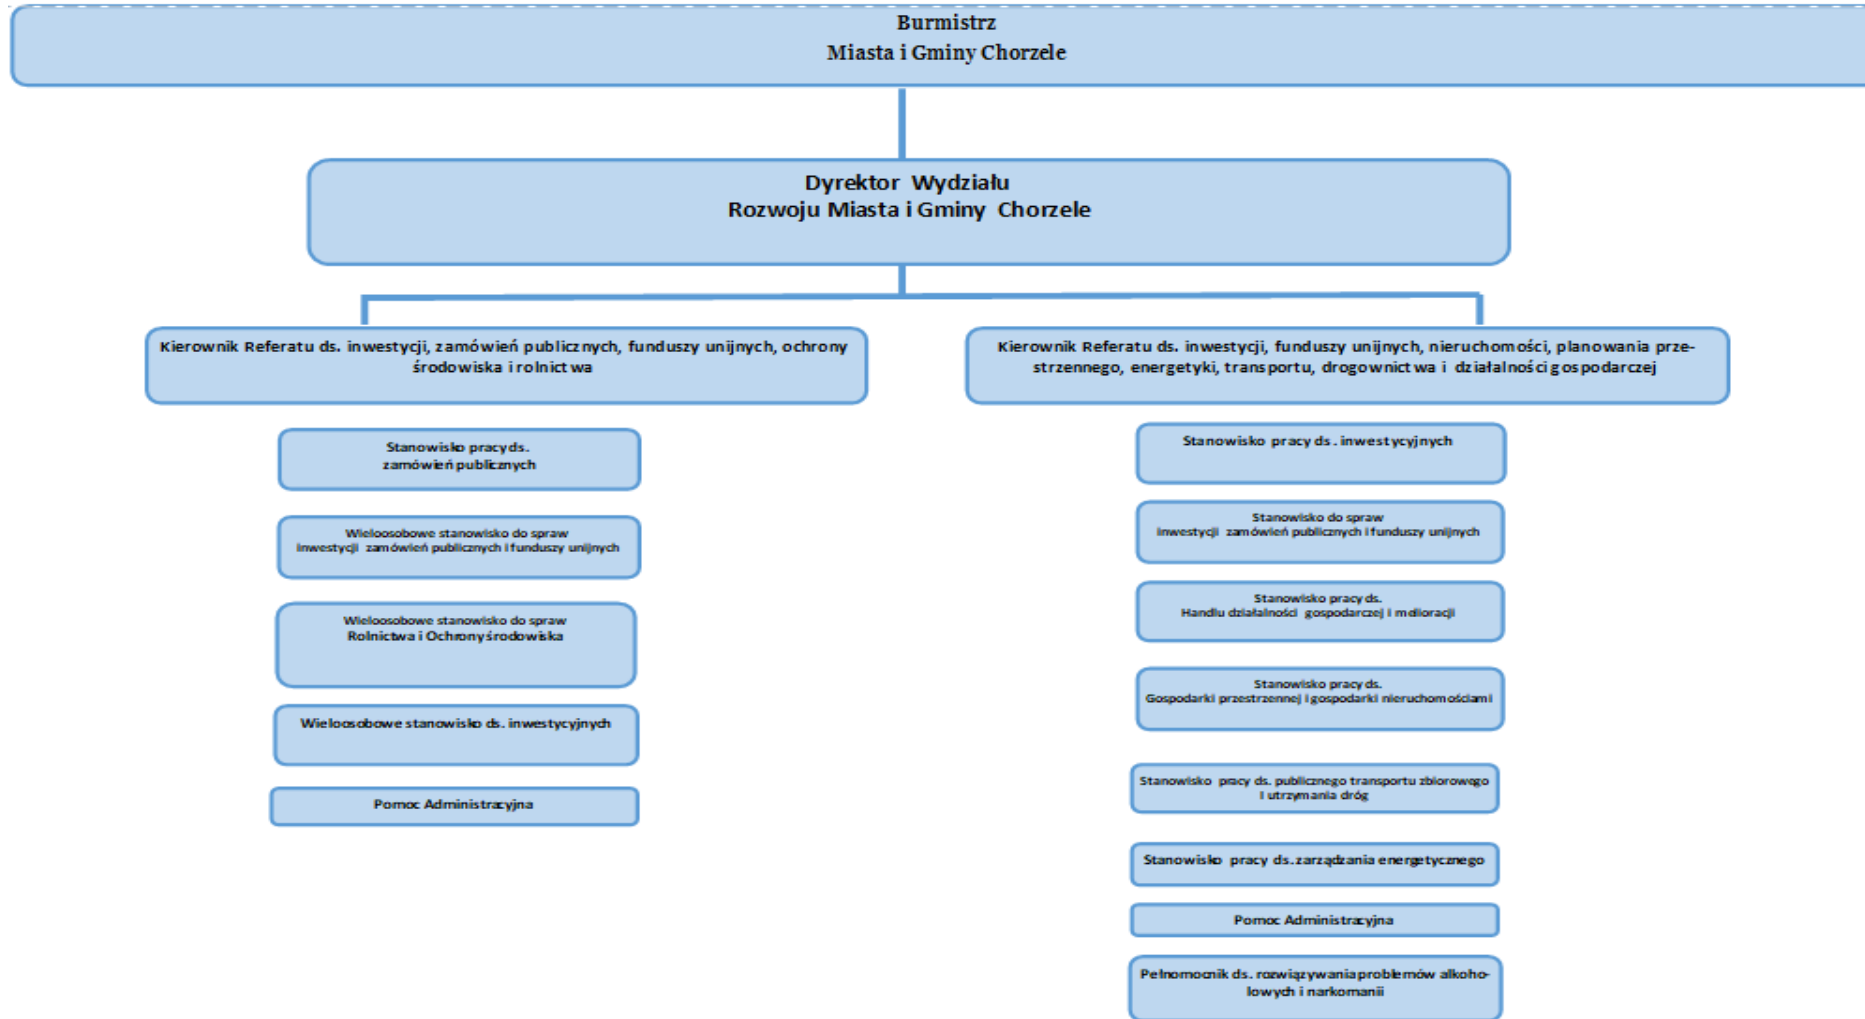 Burmistrz
Miasta i Gminy Chorzele
Dyrektor Wydziału
Rozwoju Miasta i Gminy Chorzele
Kierownik Referatu ds. inwestycji, zamówień publicznych, funduszy unijnych, ochrony
środowiska i rolnictwa
Stanowisko pracy ds.
zamówień publicznych
Wieloosobowe stanowisko do spraw
inwestycji zamówień publicznych i funduszy unijnych
Wieloosobowe stanowisko do spraw
Rolnictwa i Ochrony środowiska
Wieloosobowe stanowisko ds. inwestycyjnych
Pomoc Administracyjna
Kierownik Referatu ds. inwestycji, funduszy unijnych, nieruchomości, planowania prze-
strzennego, energetyki, transportu, drogownictwa i działalności gospodarczej
Stanowisko pracy ds. inwestycyjnych
Stanowisko do spraw
inwestycji zamówień publicznych i funduszy unijnych
Stanowisko pracy ds.
Handlu działalności gospodarczej i melioracji
Stanowisko pracy ds.
Gospodarki przestrzennej i gospodarki nieruchomościami
Stanowisko pracy ds. publicznego transportu zbiorowego
i utrzymania dróg
Stanowisko pracy ds. zarządzania energetycznego
Pomoc Administracyjna
Pełnomocnik ds. rozwiązywania problemów alkoho-
lowych i narkomanii